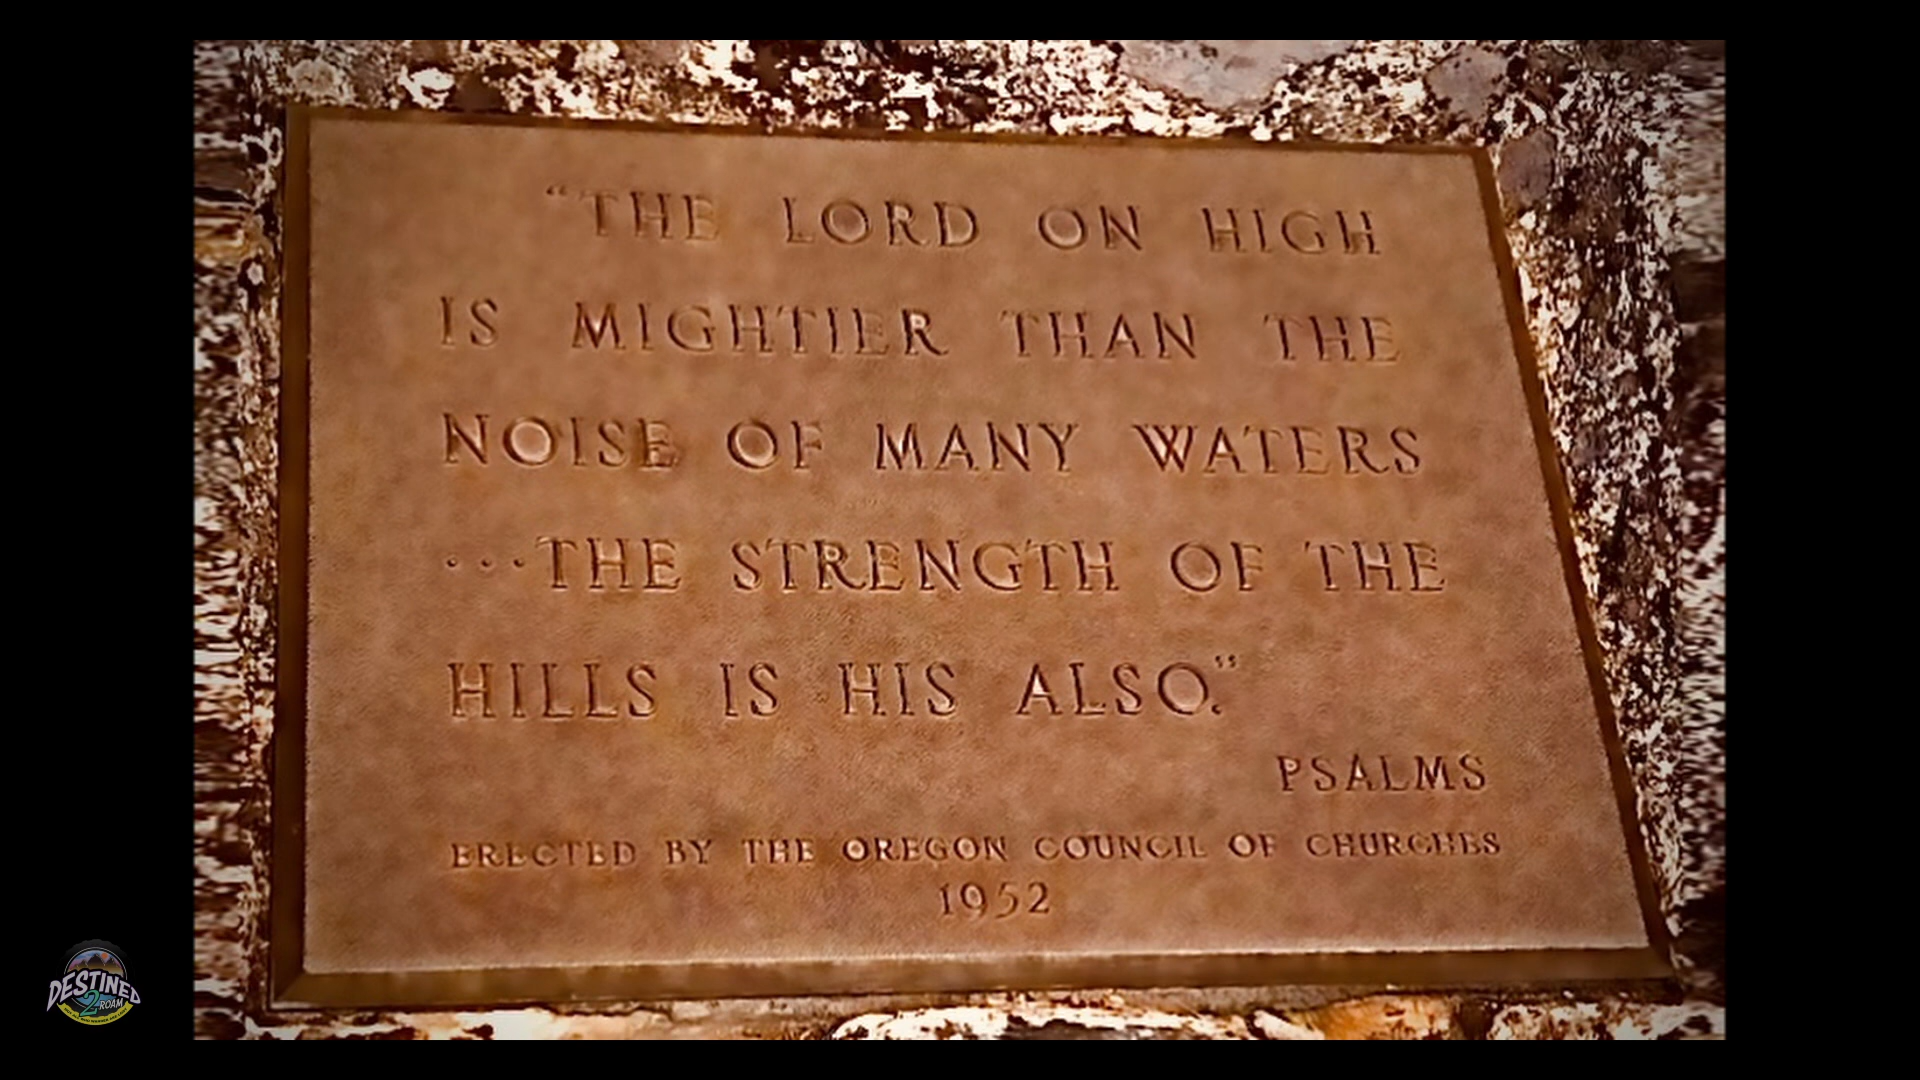 “THE LORD ON HIGH
IS MIGHTIER THAN THE
NOISE OF MANY WATERS
...THE STRENGTH OF THE
HILLS IS HIS ALSO.”
PSALMS
ERECTED BY THE OREGON COUNCIL OF CHURCHES
1952
DESTINED
2 ROAM